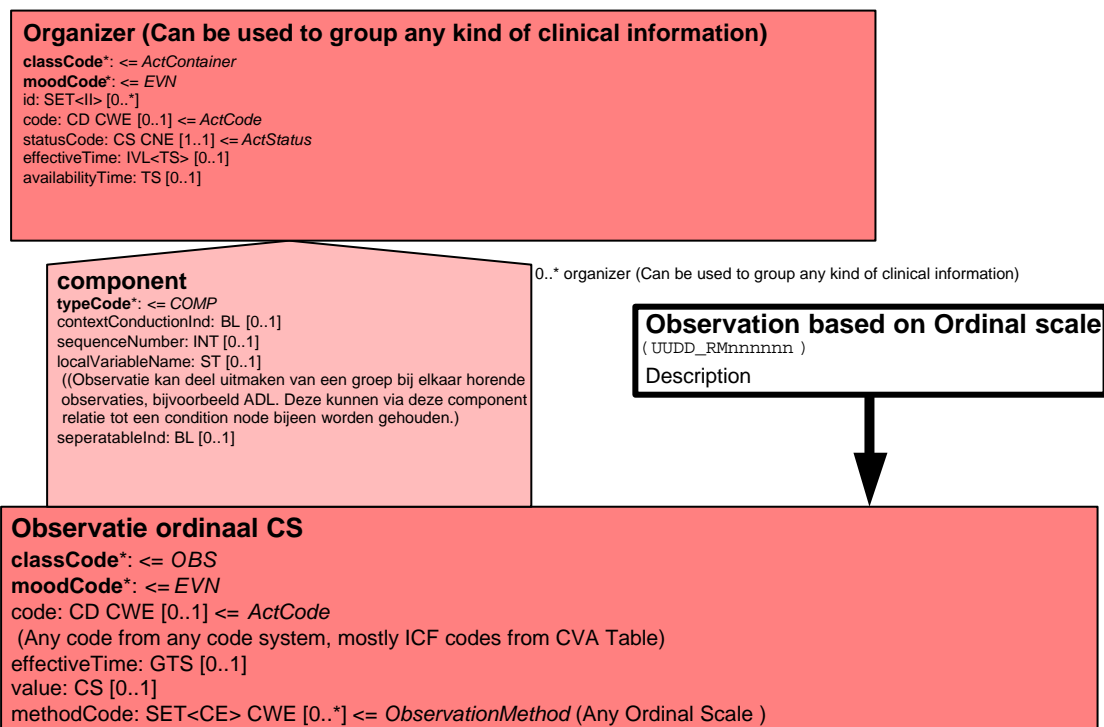 Organizer (Can be used to group any kind of clinical information)
classCode*: <= ActContainer
moodCode*: <= EVN
id: SET<II> [0..*]
code: CD CWE [0..1] <= ActCode
statusCode: CS CNE [1..1] <= ActStatus
effectiveTime: IVL<TS> [0..1]
availabilityTime: TS [0..1]
component
typeCode*: <= COMP
contextConductionInd: BL [0..1]
sequenceNumber: INT [0..1]
localVariableName: ST [0..1]
((Observatie kan deel uitmaken van een groep bij elkaar horende
observaties, bijvoorbeeld ADL. Deze kunnen via deze component
relatie tot een condition node bijeen worden gehouden.)
seperatableInd: BL [0..1]
0..* organizer (Can be used to group any kind of clinical information)
Observation based on Ordinal scale
( UUDD_RMnnnnnn )
Description
Observatie ordinaal CS
classCode*: <= OBS
moodCode*: <= EVN
code: CD CWE [0..1] <= ActCode
(Any code from any code system, mostly ICF codes from CVA Table)
effectiveTime: GTS [0..1]
value: CS [0..1]
methodCode: SET<CE> CWE [0..*] <= ObservationMethod (Any Ordinal Scale )